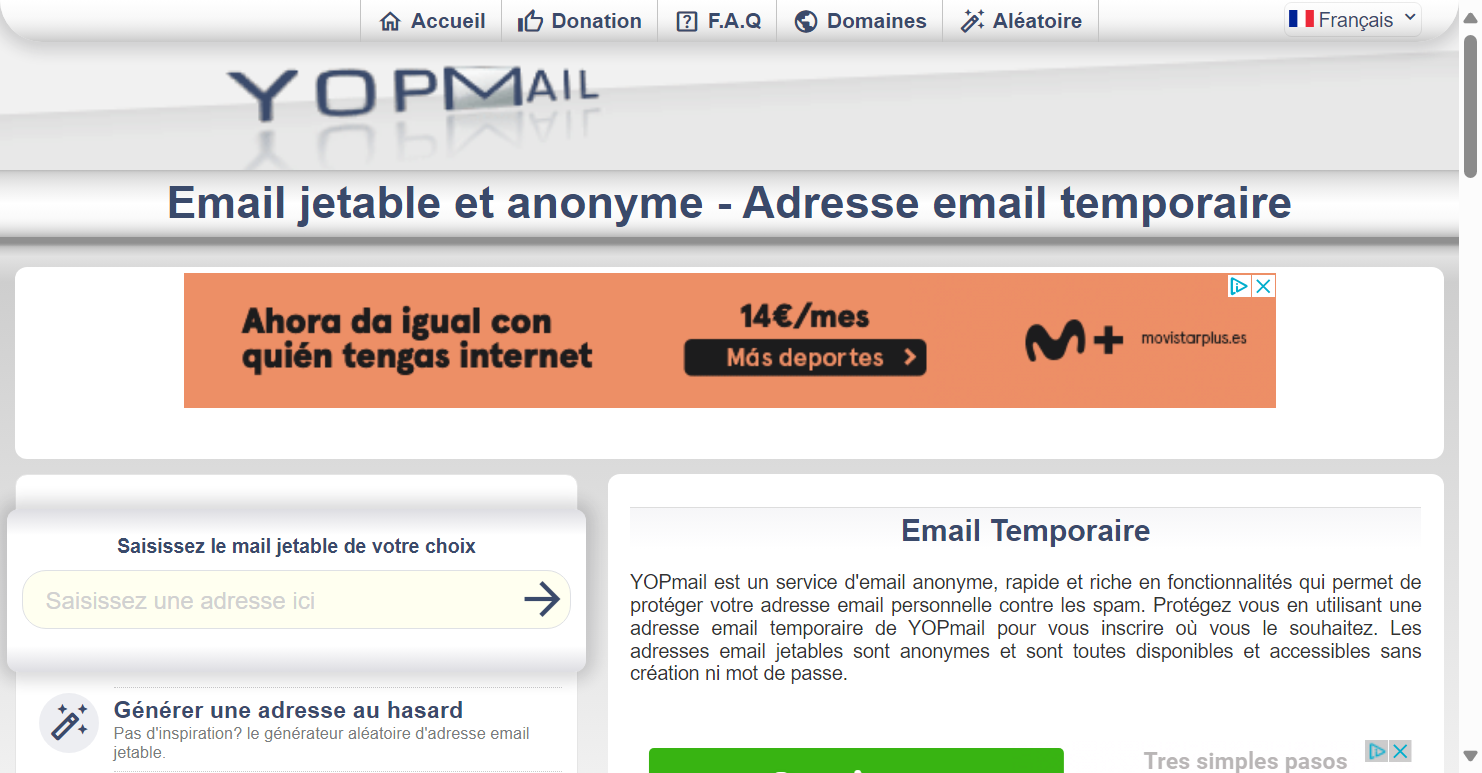 Accueil
Donation
F.A.Q
Domaines
Aléatoire
Français
YOPMAIL
Email jetable et anonyme - Adresse email temporaire
Ahora da igual con
quién tengas internet
14€/mes
Más deportes
movistarplus.es
Saisissez le mail jetable de votre choix
Saisissez une adresse ici
Générer une adresse au hasard
Pas d'inspiration? le générateur aléatoire d'adresse email
jetable.
Email Temporaire
YOPmail est un service d'email anonyme, rapide et riche en fonctionnalités qui permet de
protéger votre adresse email personnelle contre les spam. Protégez vous en utilisant une
adresse email temporaire de YOPmail pour vous inscrire où vous le souhaitez. Les
adresses email jetables sont anonymes et sont toutes disponibles et accessibles sans
création ni mot de passe.
Tres simples pasos